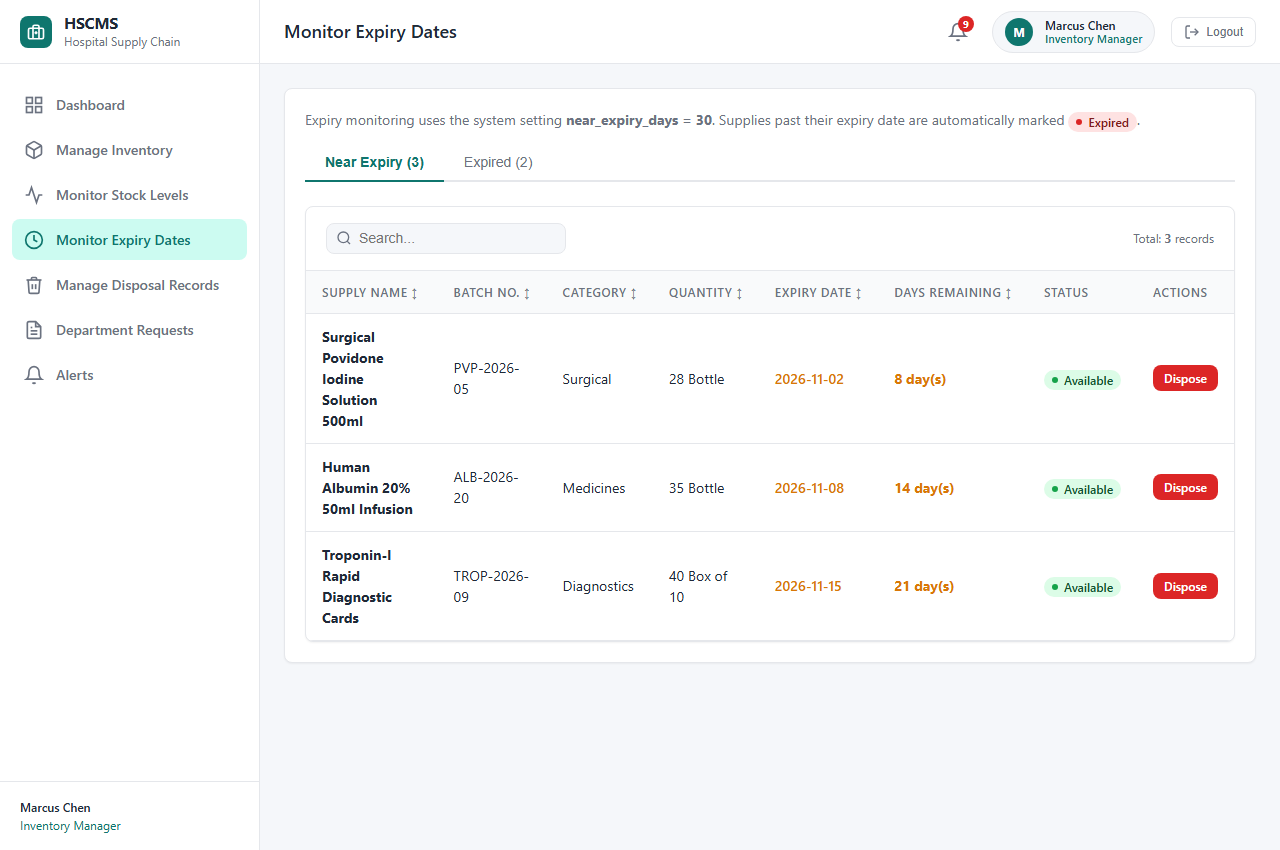 HSCMS
Hospital Supply Chain
Monitor Expiry Dates
9
M
Marcus Chen
Inventory Manager
Logout
Dashboard
Manage Inventory
Monitor Stock Levels
Monitor Expiry Dates
Manage Disposal Records
Department Requests
Alerts
Expiry monitoring uses the system setting near_expiry_days = 30. Supplies past their expiry date are automatically marked Expired.
Near Expiry (3)
Expired (2)
Search...
Total: 3 records
SUPPLY NAME ↕ BATCH NO. ↕ CATEGORY ↕ QUANTITY ↕ EXPIRY DATE ↕ DAYS REMAINING ↕ STATUS ACTIONS
Surgical
Povidone
Iodine
Solution
500ml
PVP-2026-
05
Surgical
28 Bottle
2026-11-02
8 day(s)
Available
Dispose
Human
Albumin 20%
50ml Infusion
ALB-2026-
20
Medicines
35 Bottle
2026-11-08
14 day(s)
Available
Dispose
Troponin-I
Rapid
Diagnostic
Cards
TROP-2026-
09
Diagnostics
40 Box of
10
2026-11-15
21 day(s)
Available
Dispose
Marcus Chen
Inventory Manager